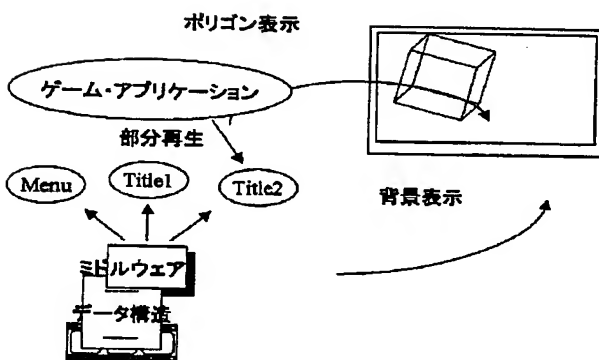 ポリゴン表示
ゲーム・アプリケーション
部分再生
Menu
Title1
Title2
背景表示
ミドルウェア
データ構造